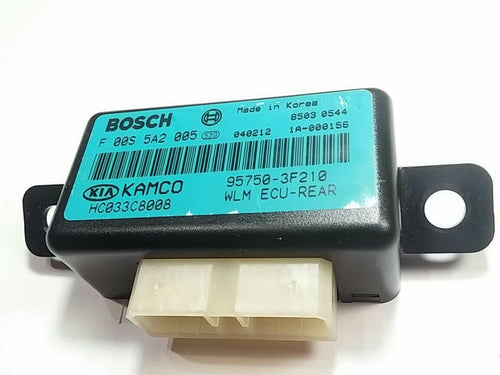 BOSCH
Made in Korea
8503 0544
F 00S 5A2 005 S30 040212 1A-000156
KIA KAMCO
95750-3F210
HC033C8008
WLM ECU-REAR